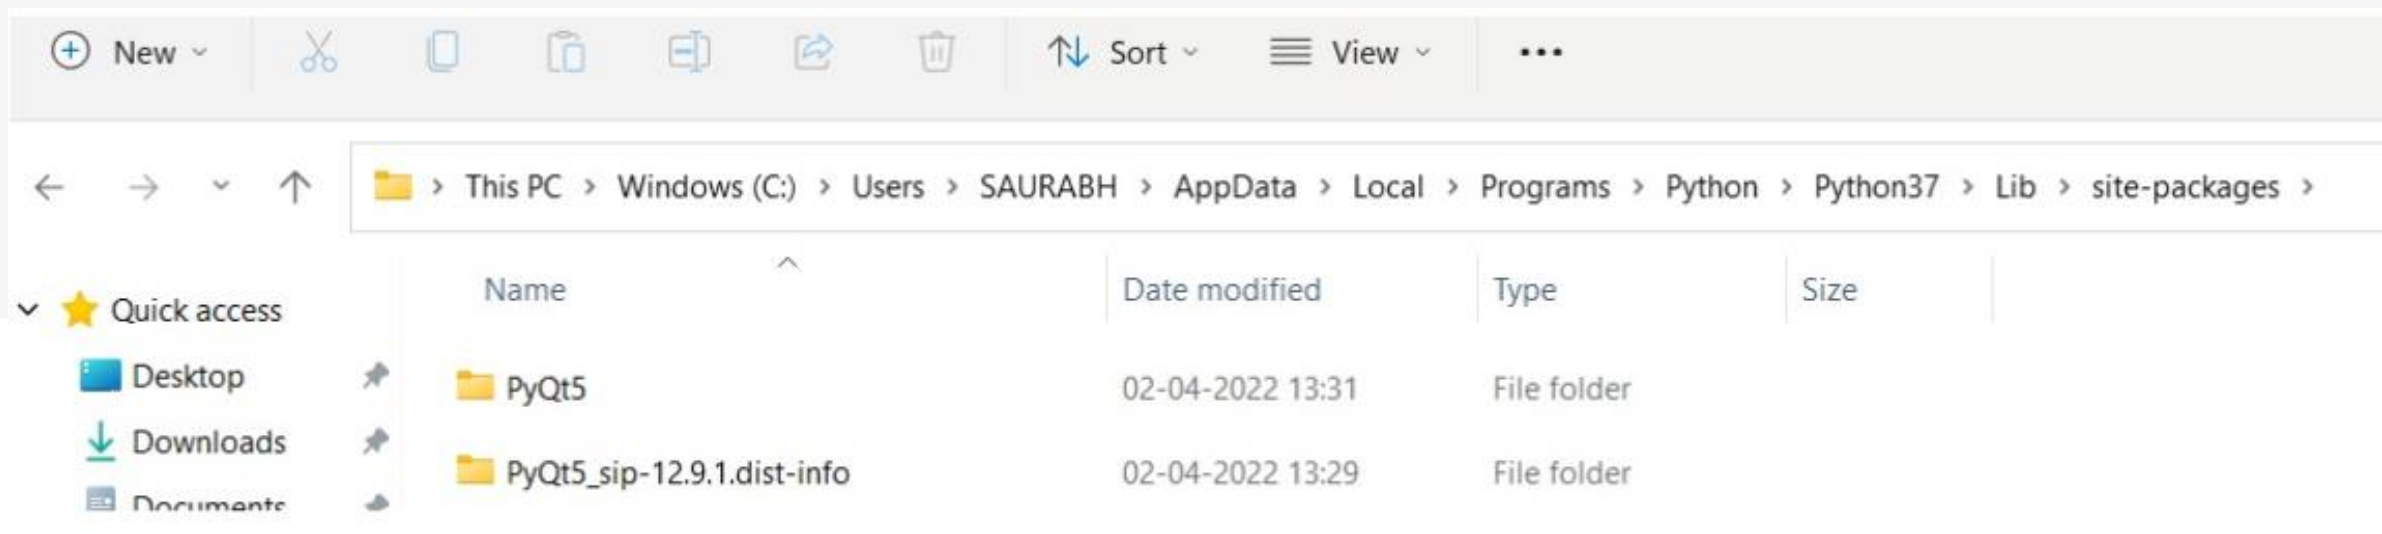 New Sort View •••
This PC > Windows (C:) > Users > SAURABH > AppData > Local > Programs > Python > Python37 > Lib > site-packages >
Name Date modified Type Size
Quick access
Desktop
PyQt5 02-04-2022 13:31 File folder
Downloads
PyQt5_sip-12.9.1.dist-info 02-04-2022 13:29 File folder
Documents